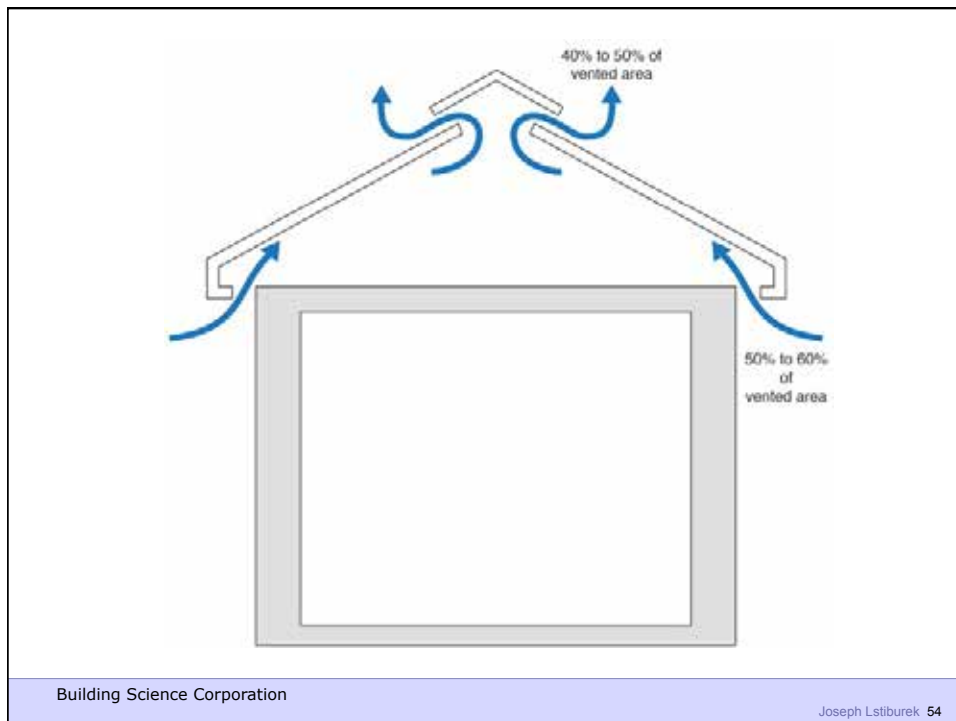 40% to 50% of
vented area
50% to 60%
of
vented area
Building Science Corporation
Joseph Lstiburek 54